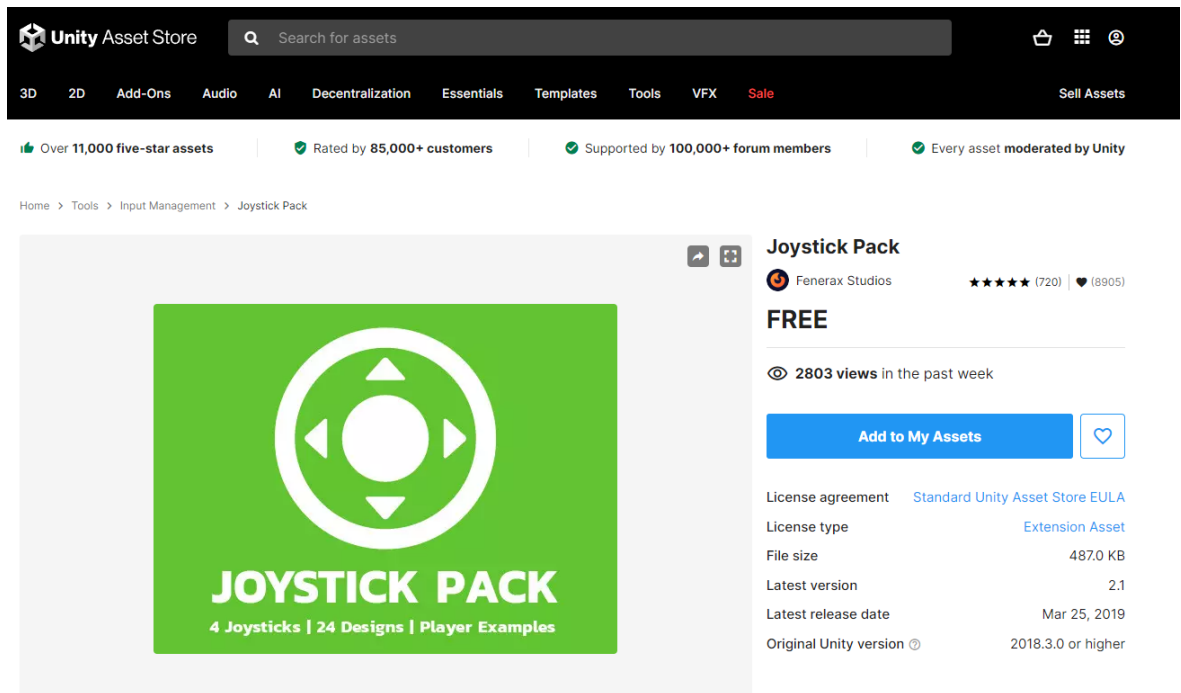 Unity Asset Store
Search for assets
3D 2D Add-Ons Audio AI Decentralization Essentials Templates Tools VFX Sale Sell Assets
Over 11,000 five-star assets Rated by 85,000+ customers Supported by 100,000+ forum members Every asset moderated by Unity
Home > Tools > Input Management > Joystick Pack
Joystick Pack
Fenerax Studios (720) (8905)
FREE
2803 views in the past week
Add to My Assets
License agreement Standard Unity Asset Store EULA
License type Extension Asset
File size 487.0 KB
Latest version 2.1
Latest release date Mar 25, 2019
Original Unity version 2018.3.0 or higher
JOYSTICK PACK
4 Joysticks | 24 Designs | Player Examples